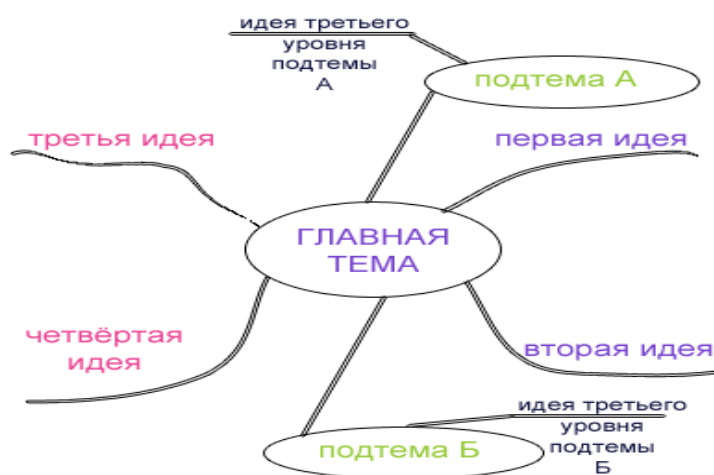 идея третьего
уровня
подтемы
А
подтема А
третья идея
первая идея
ГЛАВНАЯ
ТЕМА
четвёртая
идея
вторая идея
идея третьего
уровня
подтемы
Б
подтема Б